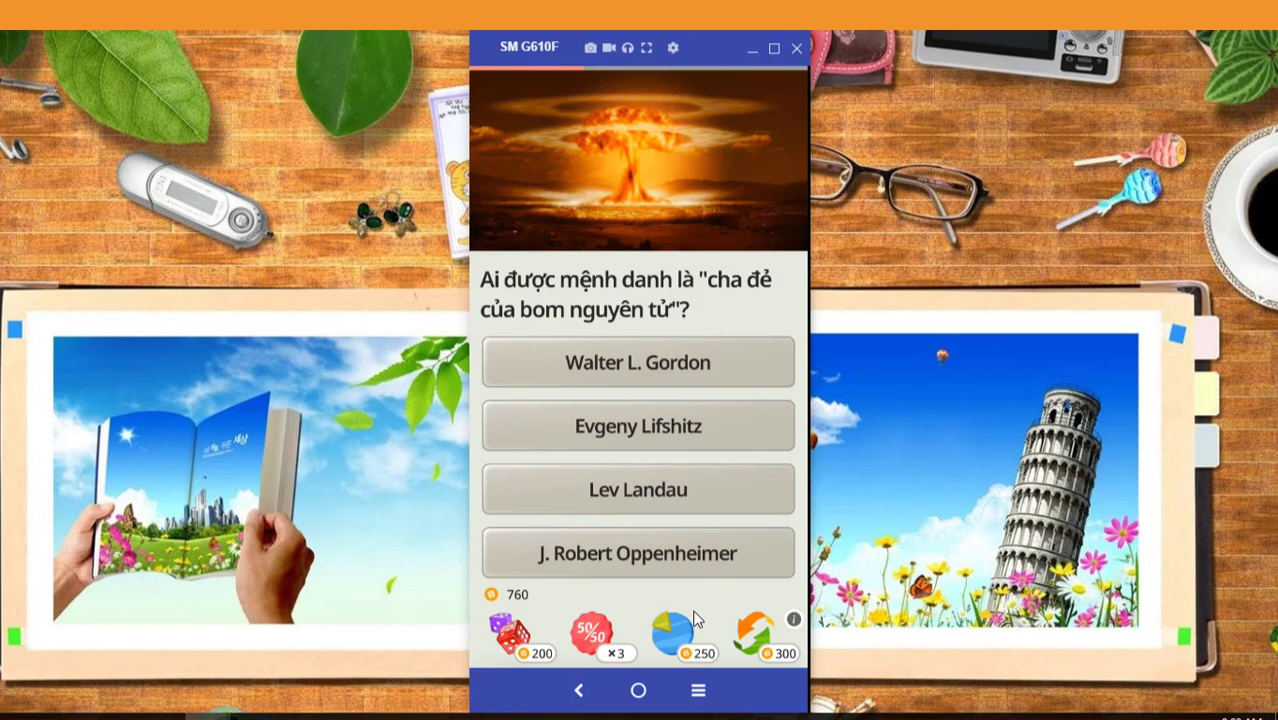 SM G610F
Ai được mệnh danh là "cha đẻ
của bom nguyên tử"?
Walter L. Gordon
Evgeny Lifshitz
Lev Landau
J. Robert Oppenheimer
760
50/50
200
×3
250
300
i